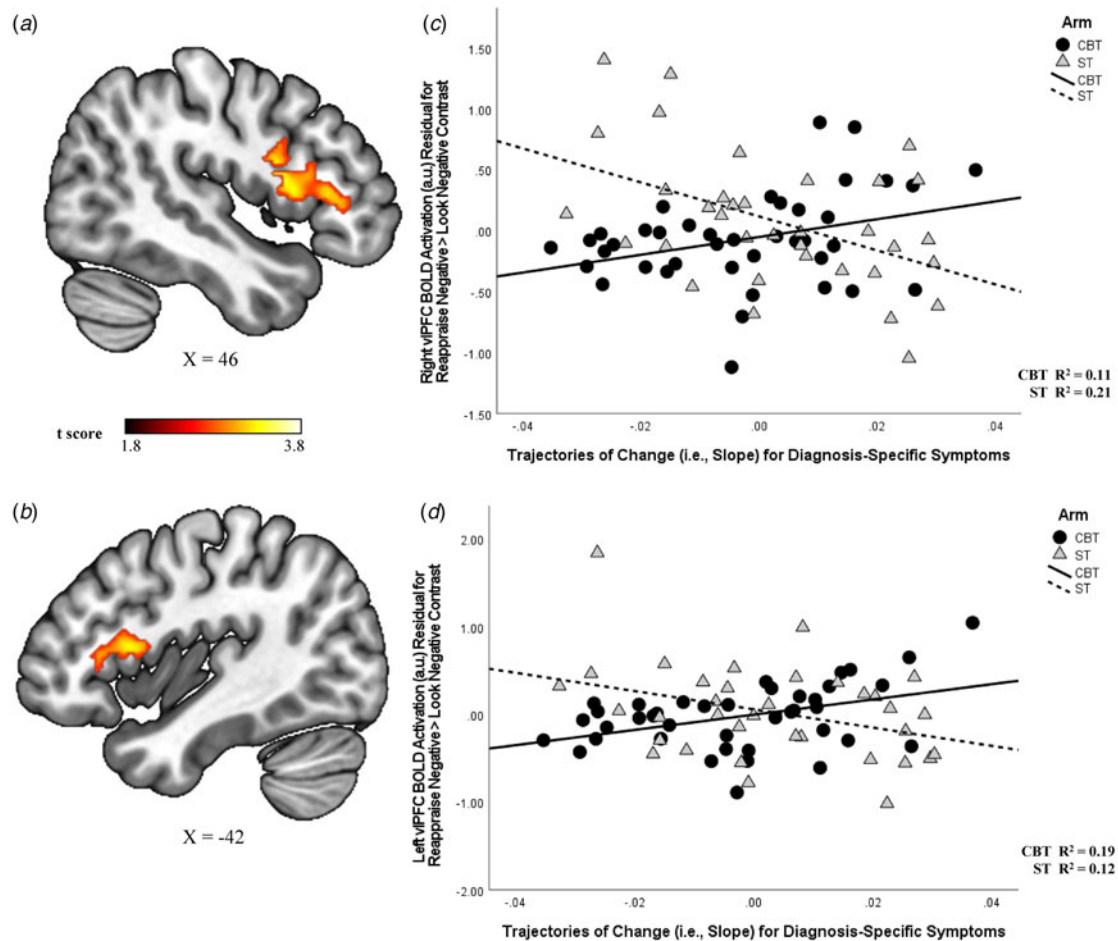 (a)
X = 46
t score
1.8
3.8
(b)
X = -42
(c)
Right vlPFC BOLD Activation (a.u.) Residual for
Reappraise Negative > Look Negative Contrast
1.50
1.00
.50
.00
-.50
-1.00
-1.50
-.04
-.02
.00
.02
.04
Trajectories of Change (i.e., Slope) for Diagnosis-Specific Symptoms
Arm
CBT
ST
CBT
ST
CBT R² = 0.11
ST R² = 0.21
(d)
Left vlPFC BOLD Activation (a.u.) Residual for
Reappraise Negative > Look Negative Contrast
2.00
1.00
.00
-1.00
-2.00
-.04
-.02
.00
.02
.04
Trajectories of Change (i.e., Slope) for Diagnosis-Specific Symptoms
Arm
CBT
ST
CBT
ST
CBT R² = 0.19
ST R² = 0.12